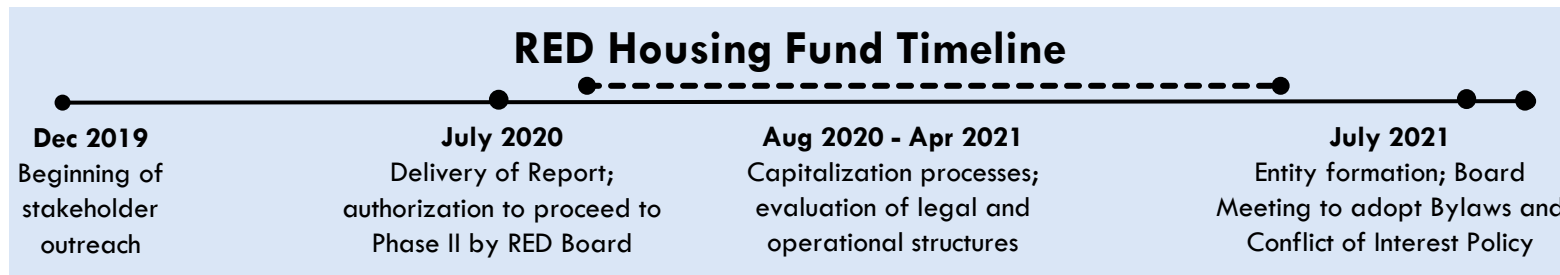 RED Housing Fund Timeline
Dec 2019
Beginning of
stakeholder
outreach
July 2020
Delivery of Report;
authorization to proceed to
Phase II by RED Board
Aug 2020 - Apr 2021
Capitalization processes;
evaluation of legal and
operational structures
July 2021
Entity formation; Board
Meeting to adopt Bylaws and
Conflict of Interest Policy